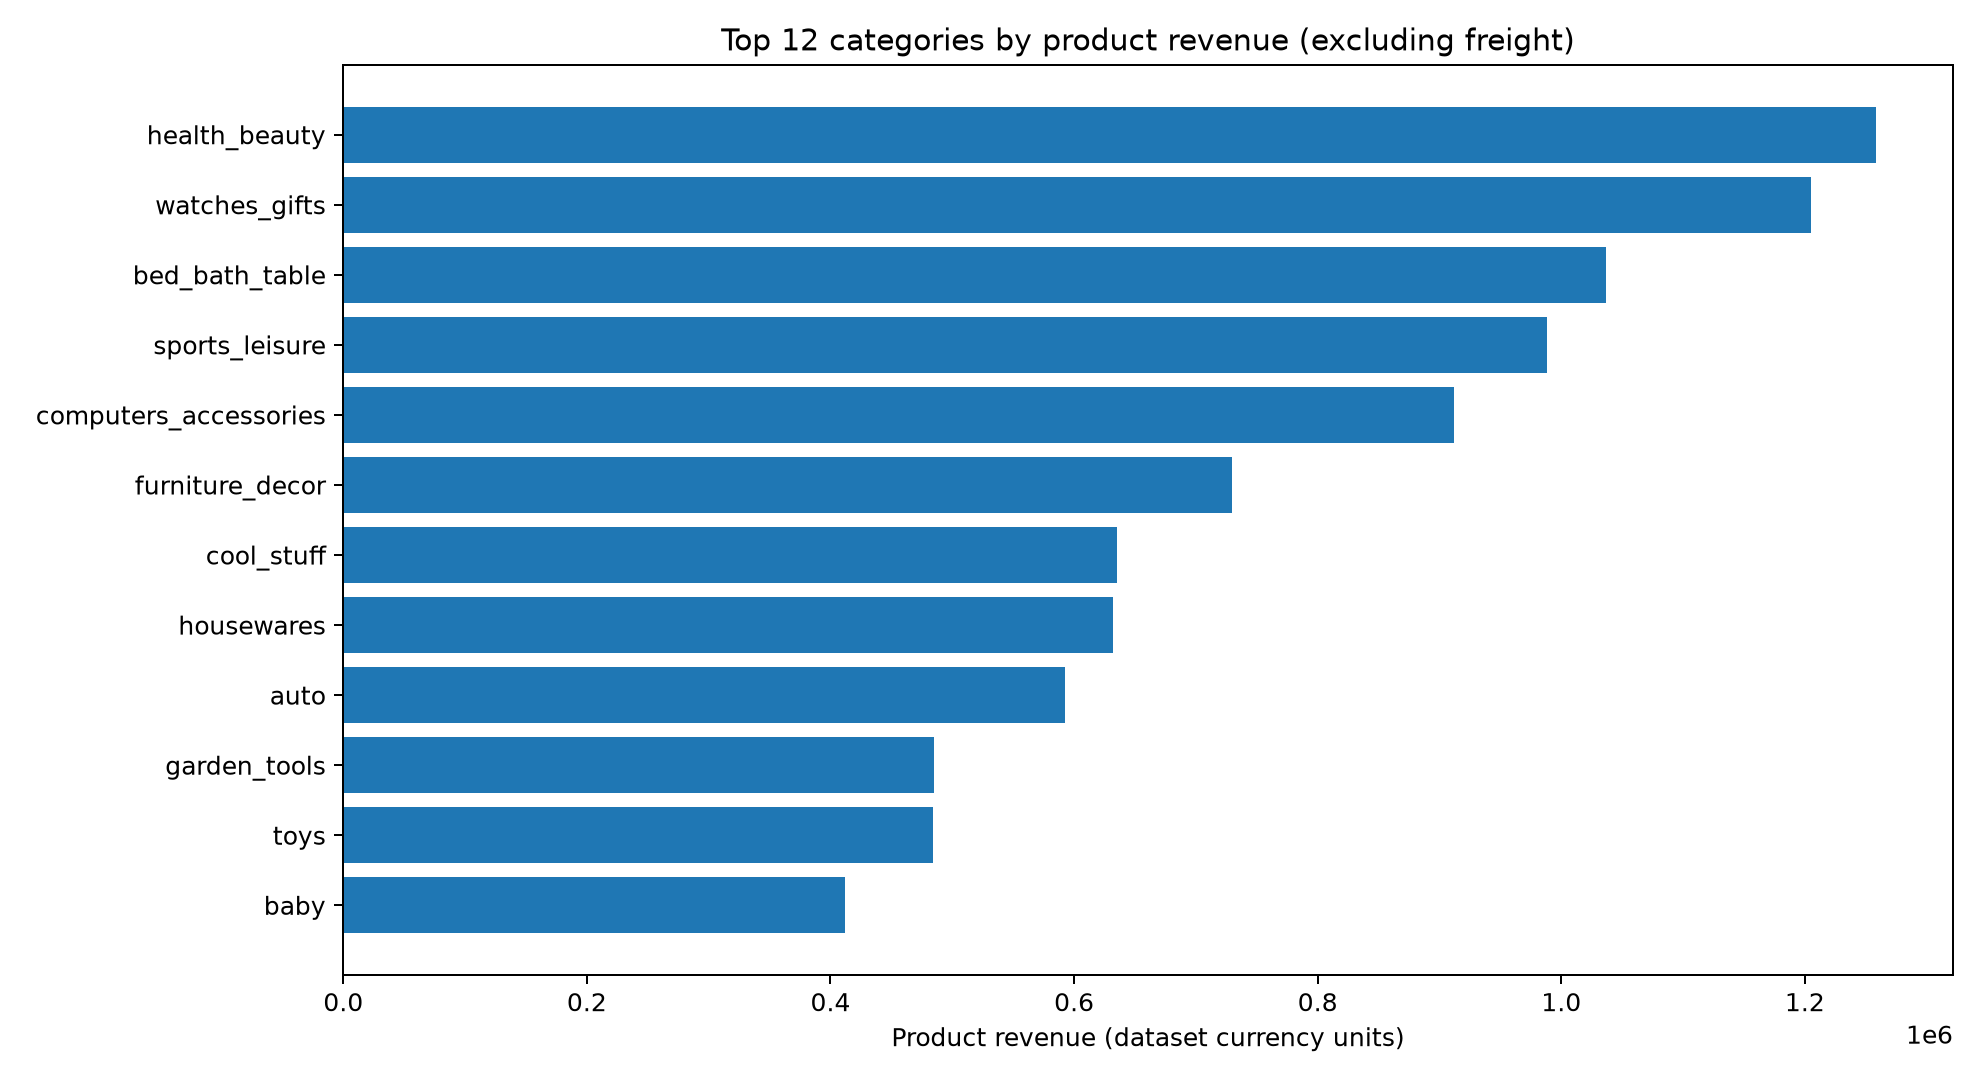 Top 12 categories by product revenue (excluding freight)
health_beauty
watches_gifts
bed_bath_table
sports_leisure
computers_accessories
furniture_decor
cool_stuff
housewares
auto
garden_tools
toys
baby
0.0 0.2 0.4 0.6 0.8 1.0 1.2
1e6
Product revenue (dataset currency units)